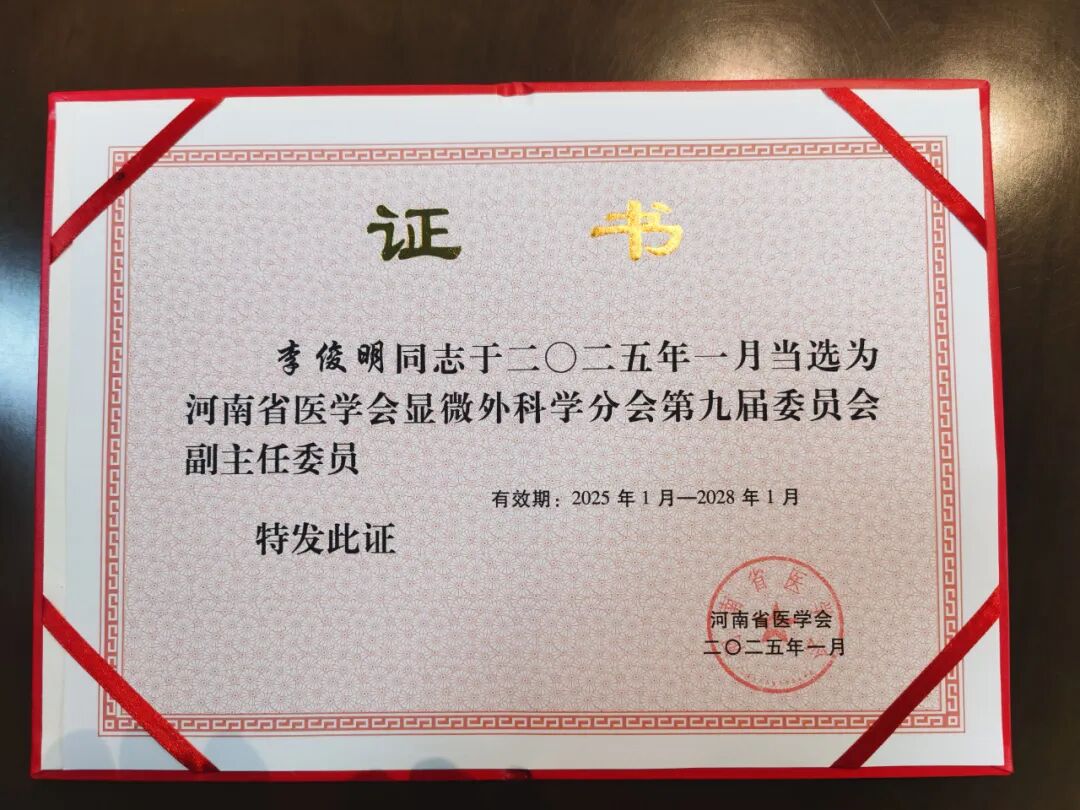 证书
李俊明同志于二〇二五年一月当选为
河南省医学会显微外科学分会第九届委员会
副主任委员
有效期：2025 年 1 月—2028 年 1 月
特发此证
河南省医学会
二〇二五年一月